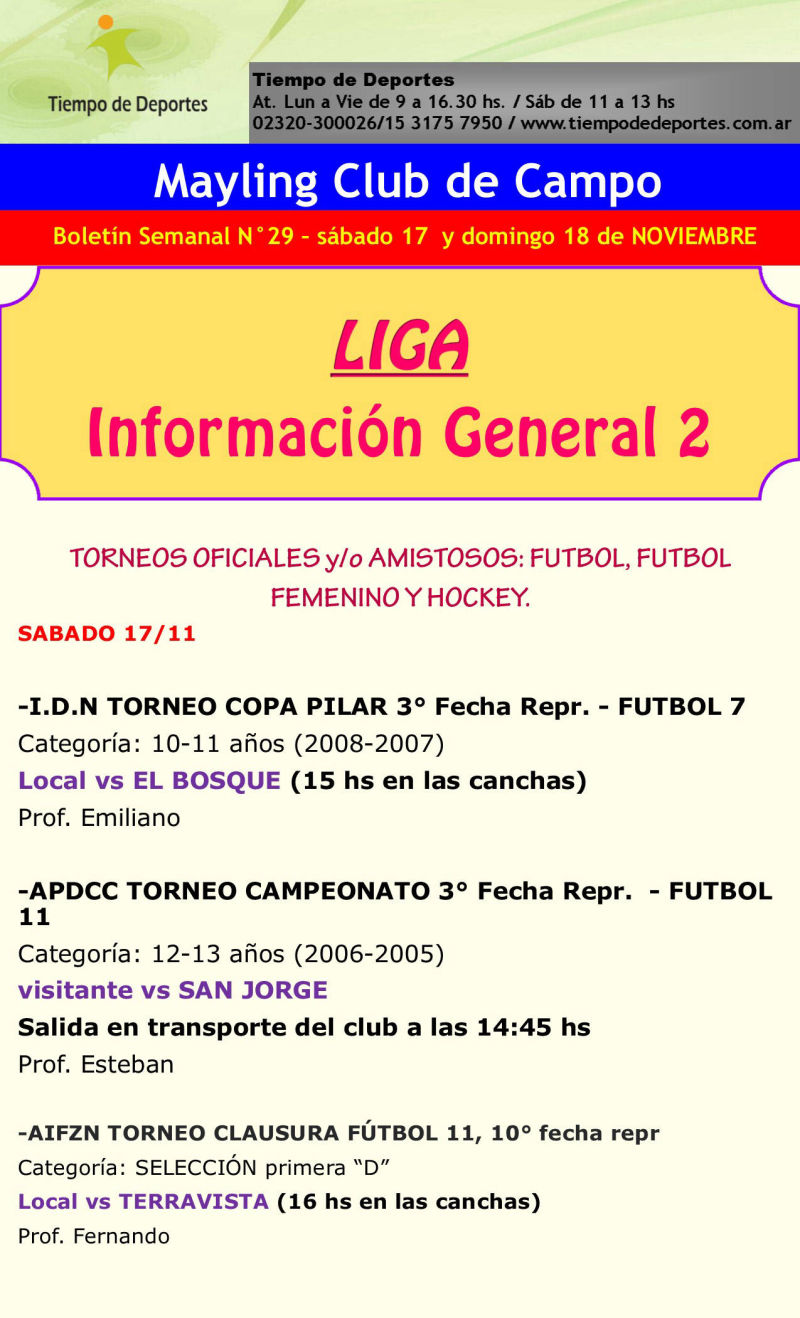 Tiempo de Deportes
Tiempo de Deportes
At. Lun a Vie de 9 a 16.30 hs. / Sáb de 11 a 13 hs
02320-300026/15 3175 7950 / www.tiempodedeportes.com.ar
Mayling Club de Campo
Boletín Semanal N°29 – sábado 17 y domingo 18 de NOVIEMBRE
LIGA
Información General 2
TORNEOS OFICIALES y/o AMISTOSOS: FUTBOL, FUTBOL
FEMENINO Y HOCKEY.
SABADO 17/11
-I.D.N TORNEO COPA PILAR 3° Fecha Repr. - FUTBOL 7
Categoría: 10-11 años (2008-2007)
Local vs EL BOSQUE (15 hs en las canchas)
Prof. Emiliano
-APDCC TORNEO CAMPEONATO 3° Fecha Repr. - FUTBOL
11
Categoría: 12-13 años (2006-2005)
visitante vs SAN JORGE
Salida en transporte del club a las 14:45 hs
Prof. Esteban
-AIFZN TORNEO CLAUSURA FÚTBOL 11, 10° fecha repr
Categoría: SELECCIÓN primera “D”
Local vs TERRAVISTA (16 hs en las canchas)
Prof. Fernando